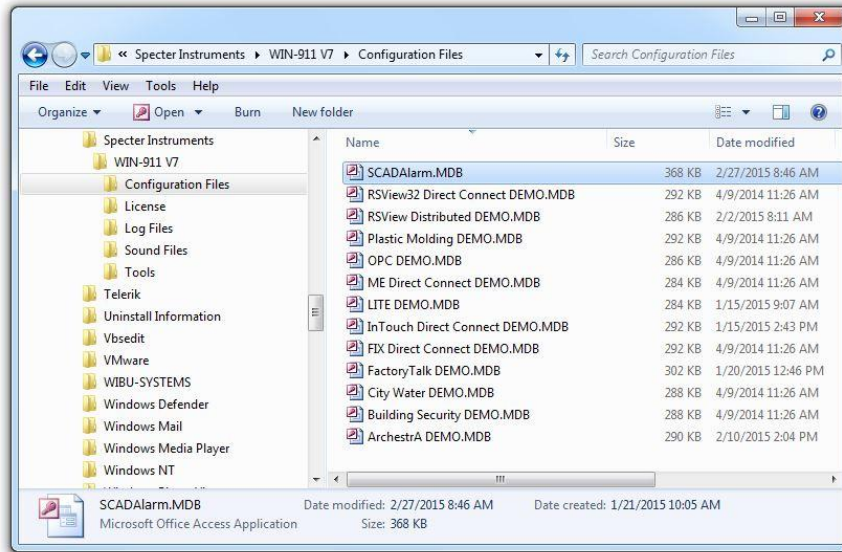 « Specter Instruments ▸ WIN-911 V7 ▸ Configuration Files
Search Configuration Files
File Edit View Tools Help
Organize Open Burn New folder
Specter Instruments
WIN-911 V7
Configuration Files
License
Log Files
Sound Files
Tools
Telerik
Uninstall Information
Vbsedit
VMware
WIBU-SYSTEMS
Windows Defender
Windows Mail
Windows Media Player
Windows NT
Name Size Date modified
SCADAlarm.MDB 368 KB 2/27/2015 8:46 AM
RSView32 Direct Connect DEMO.MDB 292 KB 4/9/2014 11:26 AM
RSView Distributed DEMO.MDB 286 KB 2/2/2015 8:11 AM
Plastic Molding DEMO.MDB 292 KB 4/9/2014 11:26 AM
OPC DEMO.MDB 286 KB 4/9/2014 11:26 AM
ME Direct Connect DEMO.MDB 284 KB 4/9/2014 11:26 AM
LITE DEMO.MDB 284 KB 1/15/2015 9:07 AM
InTouch Direct Connect DEMO.MDB 292 KB 1/15/2015 2:43 PM
FIX Direct Connect DEMO.MDB 292 KB 4/9/2014 11:26 AM
FactoryTalk DEMO.MDB 302 KB 1/20/2015 12:46 PM
City Water DEMO.MDB 288 KB 4/9/2014 11:26 AM
Building Security DEMO.MDB 288 KB 4/9/2014 11:26 AM
ArchestrA DEMO.MDB 290 KB 2/10/2015 2:04 PM
SCADAlarm.MDB Date modified: 2/27/2015 8:46 AM Date created: 1/21/2015 10:05 AM
Microsoft Office Access Application Size: 368 KB